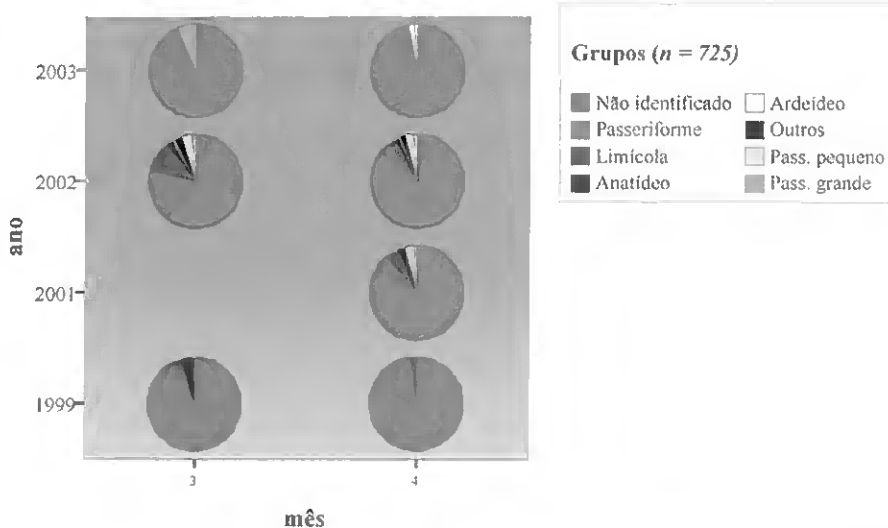 2003
2002
2001
1999
ano
3
4
mês
Grupos (n = 725)
Não identificado
Passeriforme
Limícola
Anatídeo
Ardeídeo
Outros
Pass. pequeno
Pass. grande